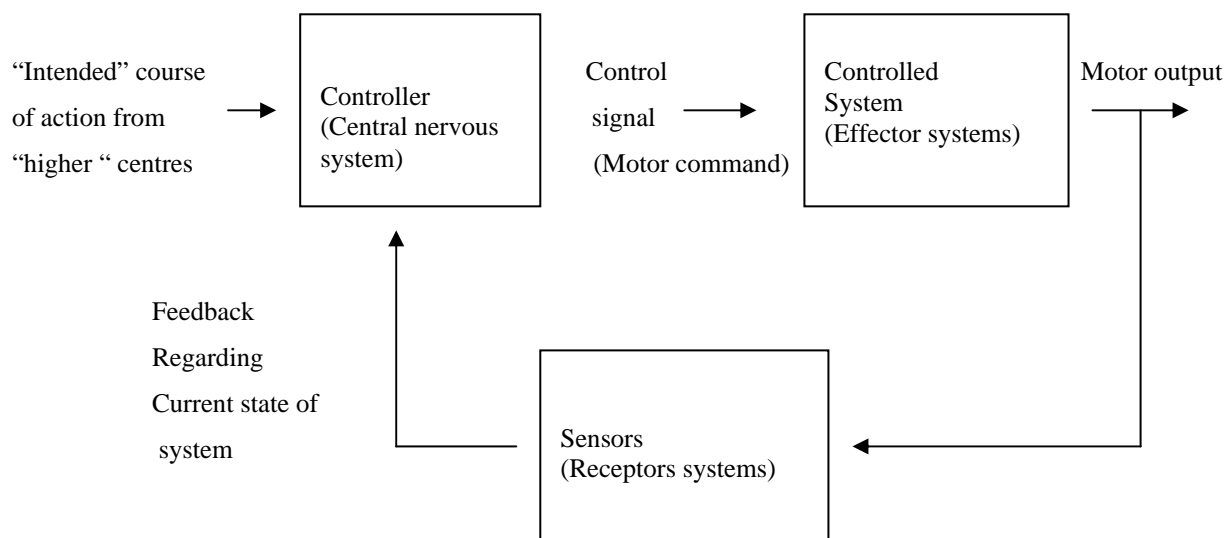 “Intended” course
of action from
“higher “ centres
Controller
(Central nervous
system)
Control
signal
(Motor command)
Controlled
System
(Effector systems)
Motor output
Feedback
Regarding
Current state of
system
Sensors
(Receptors systems)